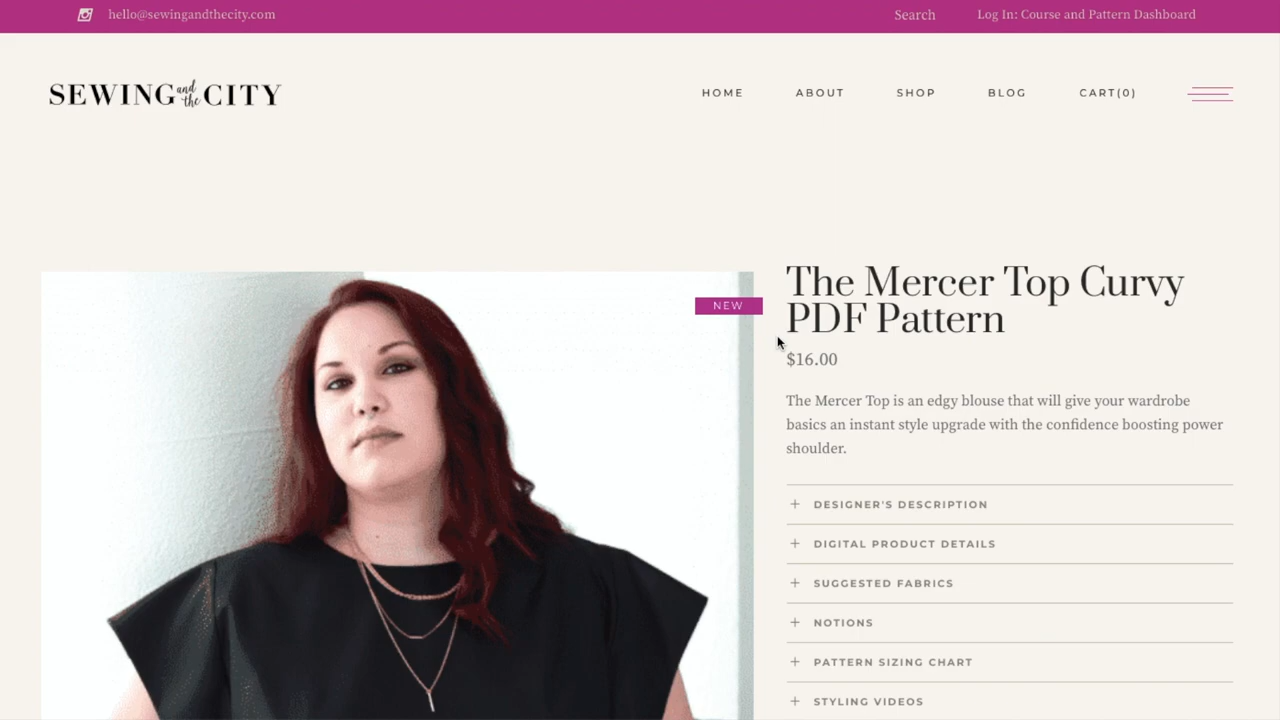 hello@sewingandthecity.com
Search
Log In: Course and Pattern Dashboard
SEWING and the CITY
HOME
ABOUT
SHOP
BLOG
CART(0)
NEW
The Mercer Top Curvy
PDF Pattern
$16.00
The Mercer Top is an edgy blouse that will give your wardrobe
basics an instant style upgrade with the confidence boosting power
shoulder.
+ DESIGNER'S DESCRIPTION
+ DIGITAL PRODUCT DETAILS
+ SUGGESTED FABRICS
+ NOTIONS
+ PATTERN SIZING CHART
+ STYLING VIDEOS